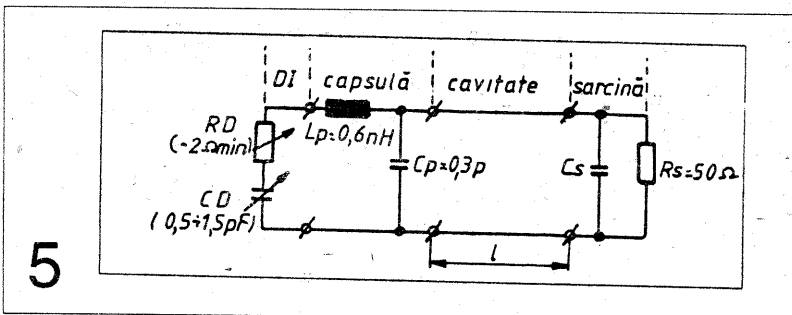 DI capsulă cavitate sarcină
RD
(-2Ωmin)
Lp=0,6nH
Cp=0,3p
Cs
Rs=50Ω
CD
(0,5÷1,5pF)
l
5